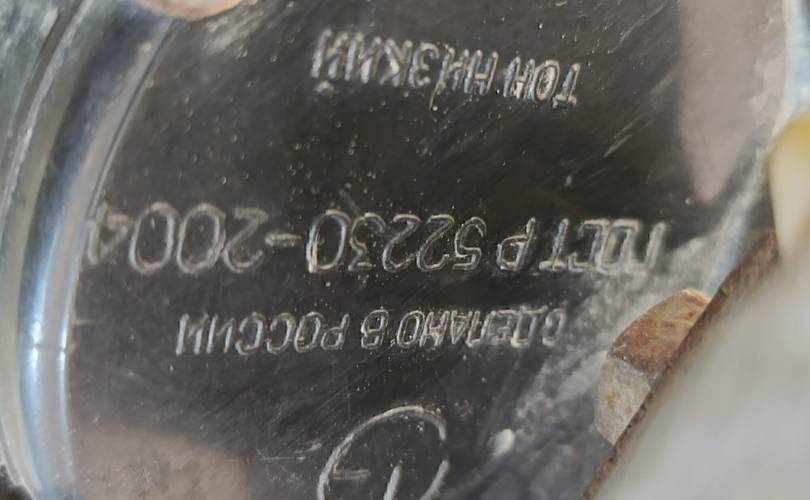 СДЕЛАНО В РОССИИ
ГОСТ Р 52230-2004
ТОН НИЗКИЙ